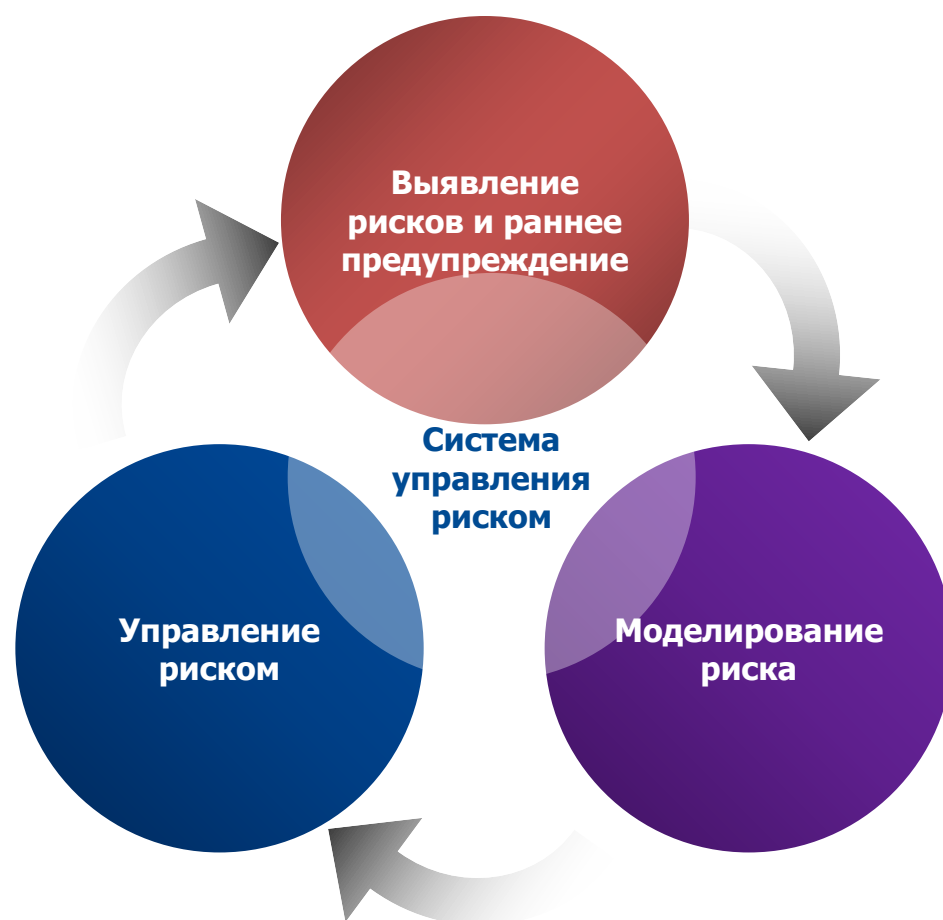 Выявление
рисков и раннее
предупреждение
Система
управления
риском
Управление
риском
Моделирование
риска